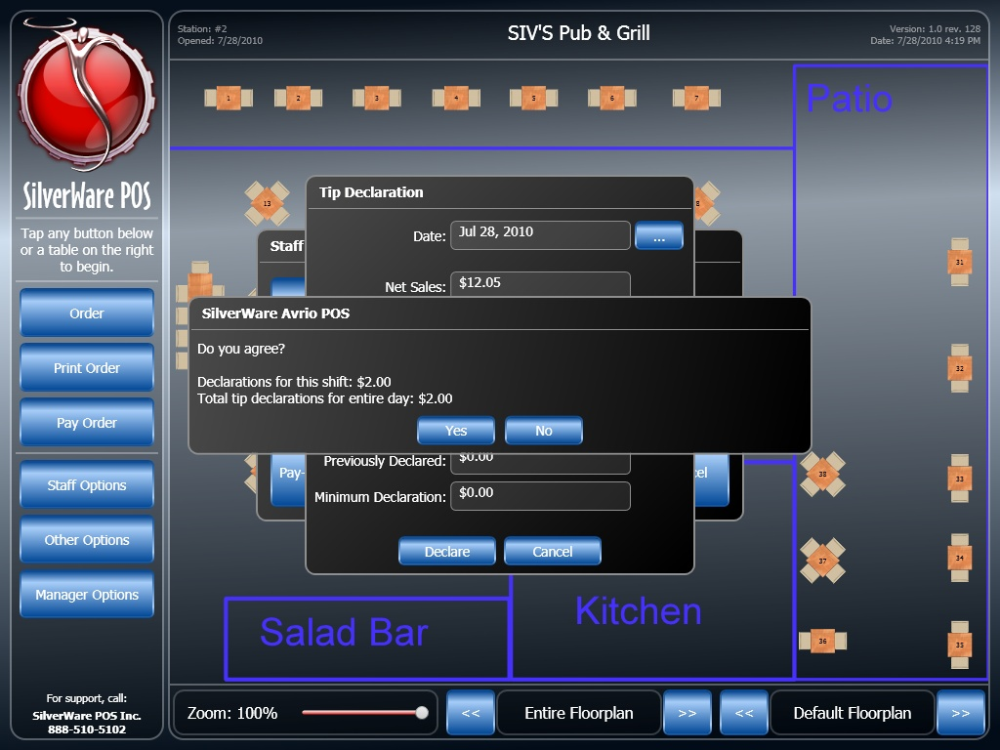 Station: #2
Opened: 7/28/2010
SIV'S Pub & Grill
Version: 1.0 rev. 128
Date: 7/28/2010 4:19 PM
SilverWare POS
Tap any button below
or a table on the right
to begin.
Order
Print Order
Pay Order
Staff Options
Other Options
Manager Options
For support, call:
SilverWare POS Inc.
888-510-5102
1
2
3
4
5
6
7
Patio
13
8
31
32
33
34
35
38
37
36
Staff
Tip Declaration
Date:
Jul 28, 2010
...
Net Sales:
$12.05
SilverWare Avrio POS
Do you agree?
Declarations for this shift: $2.00
Total tip declarations for entire day: $2.00
Yes
No
Pay-
Previously Declared:
$0.00
cel
Minimum Declaration:
$0.00
Declare
Cancel
Salad Bar
Kitchen
Zoom: 100%
<<
Entire Floorplan
>>
<<
Default Floorplan
>>